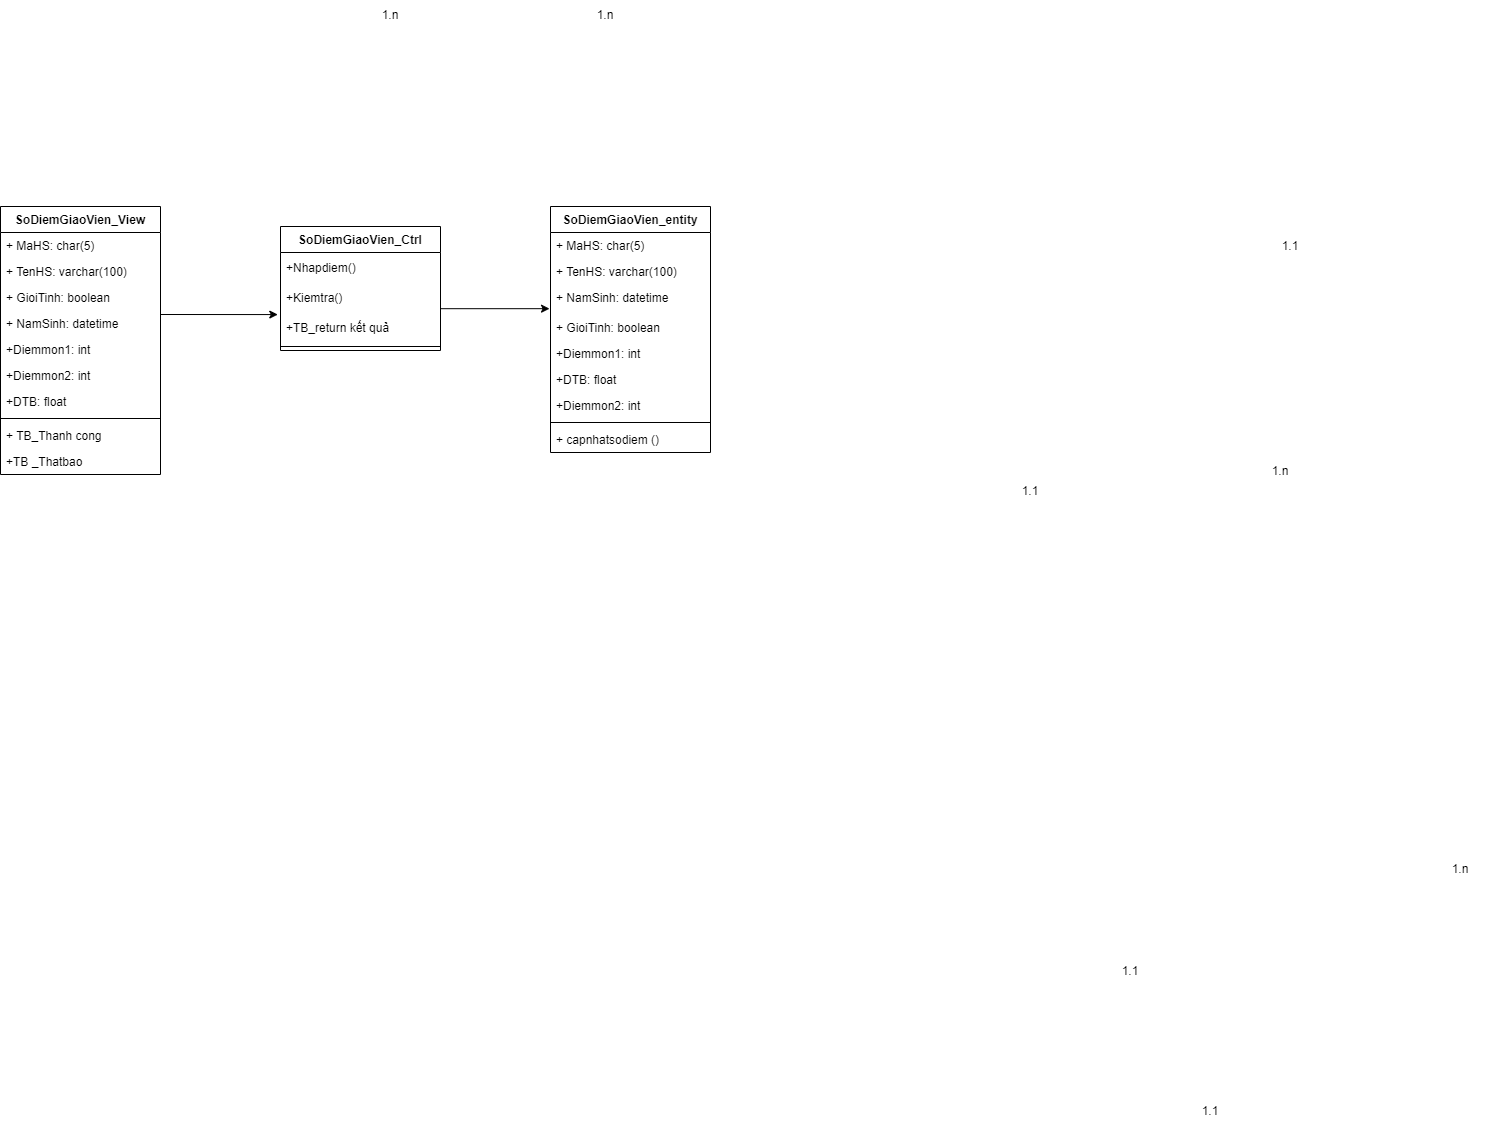 1.n
1.n
SoDiemGiaoVien_View
+ MaHS: char(5)
+ TenHS: varchar(100)
+ GioiTinh: boolean
+ NamSinh: datetime
+Diemmon1: int
+Diemmon2: int
+DTB: float
+ TB_Thanh cong
+TB _Thatbao
SoDiemGiaoVien_Ctrl
+Nhapdiem()
+Kiemtra()
+TB_return kết quả
SoDiemGiaoVien_entity
+ MaHS: char(5)
+ TenHS: varchar(100)
+ NamSinh: datetime
+ GioiTinh: boolean
+Diemmon1: int
+DTB: float
+Diemmon2: int
+ capnhatsodiem ()
1.1
1.n
1.1
1.n
1.1
1.1